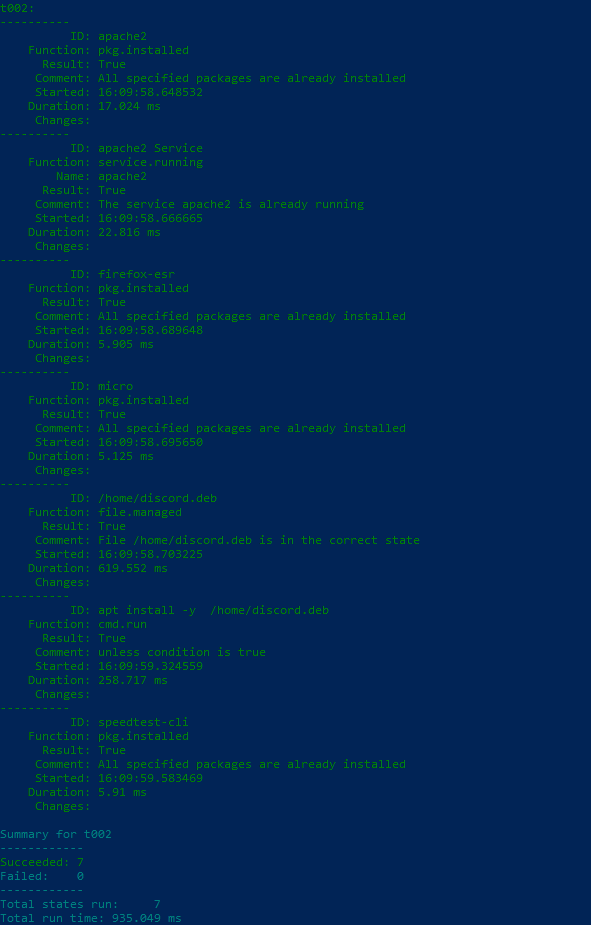 t002:
----------
          ID: apache2
    Function: pkg.installed
      Result: True
     Comment: All specified packages are already installed
     Started: 16:09:58.648532
    Duration: 17.024 ms
     Changes:
----------
          ID: apache2 Service
    Function: service.running
        Name: apache2
      Result: True
     Comment: The service apache2 is already running
     Started: 16:09:58.666665
    Duration: 22.816 ms
     Changes:
----------
          ID: firefox-esr
    Function: pkg.installed
      Result: True
     Comment: All specified packages are already installed
     Started: 16:09:58.689648
    Duration: 5.905 ms
     Changes:
----------
          ID: micro
    Function: pkg.installed
      Result: True
     Comment: All specified packages are already installed
     Started: 16:09:58.695650
    Duration: 5.125 ms
     Changes:
----------
          ID: /home/discord.deb
    Function: file.managed
      Result: True
     Comment: File /home/discord.deb is in the correct state
     Started: 16:09:58.703225
    Duration: 619.552 ms
     Changes:
----------
          ID: apt install -y  /home/discord.deb
    Function: cmd.run
      Result: True
     Comment: unless condition is true
     Started: 16:09:59.324559
    Duration: 258.717 ms
     Changes:
----------
          ID: speedtest-cli
    Function: pkg.installed
      Result: True
     Comment: All specified packages are already installed
     Started: 16:09:59.583469
    Duration: 5.91 ms
     Changes:

Summary for t002
------------
Succeeded: 7
Failed:    0
------------
Total states run:     7
Total run time: 935.049 ms